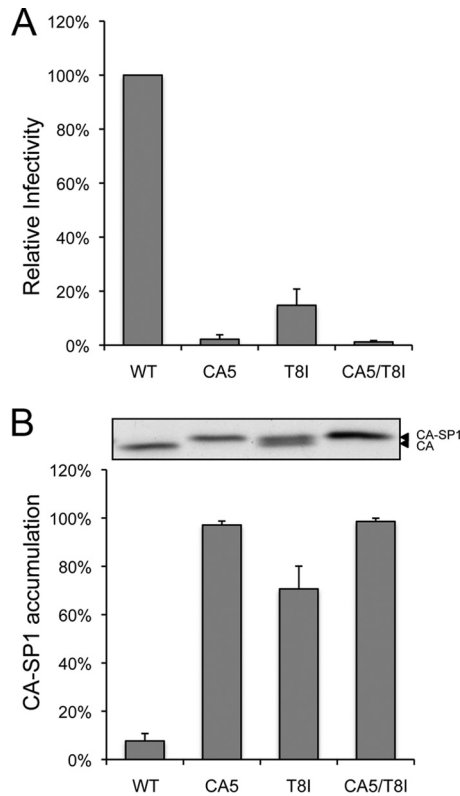 A
120%
100%
80%
60%
40%
20%
0%
Relative Infectivity
WT CA5 T8I CA5/T8I
B
CA-SP1
CA
120%
100%
80%
60%
40%
20%
0%
CA-SP1 accumulation
WT CA5 T8I CA5/T8I